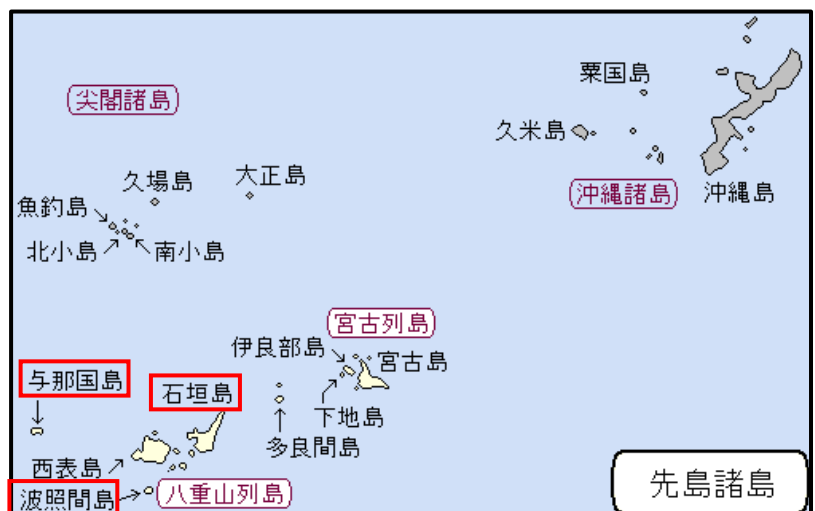 粟国島
尖閣諸島
久米島
久場島
大正島
沖縄諸島
沖縄島
魚釣島
北小島
南小島
宮古列島
伊良部島
宮古島
与那国島
石垣島
下地島
多良間島
西表島
先島諸島
波照間島
八重山列島